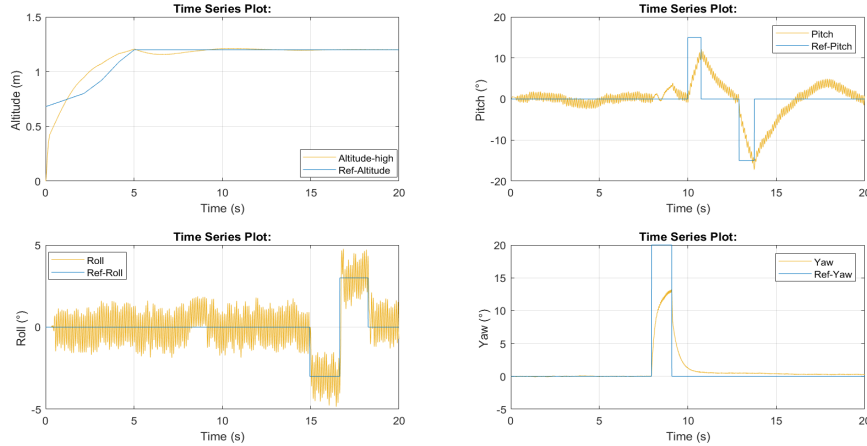 Time Series Plot:
Altitude (m)
1.5
1
0.5
0
Altitude-high
Ref-Altitude
0 5 10 15 20
Time (s)
Time Series Plot:
Pitch (°)
20
10
0
-10
-20
Pitch
Ref-Pitch
0 5 10 15 20
Time (s)
Time Series Plot:
Roll (°)
5
0
-5
Roll
Ref-Roll
0 5 10 15 20
Time (s)
Time Series Plot:
Yaw (°)
20
15
10
5
0
-5
Yaw
Ref-Yaw
0 5 10 15 20
Time (s)